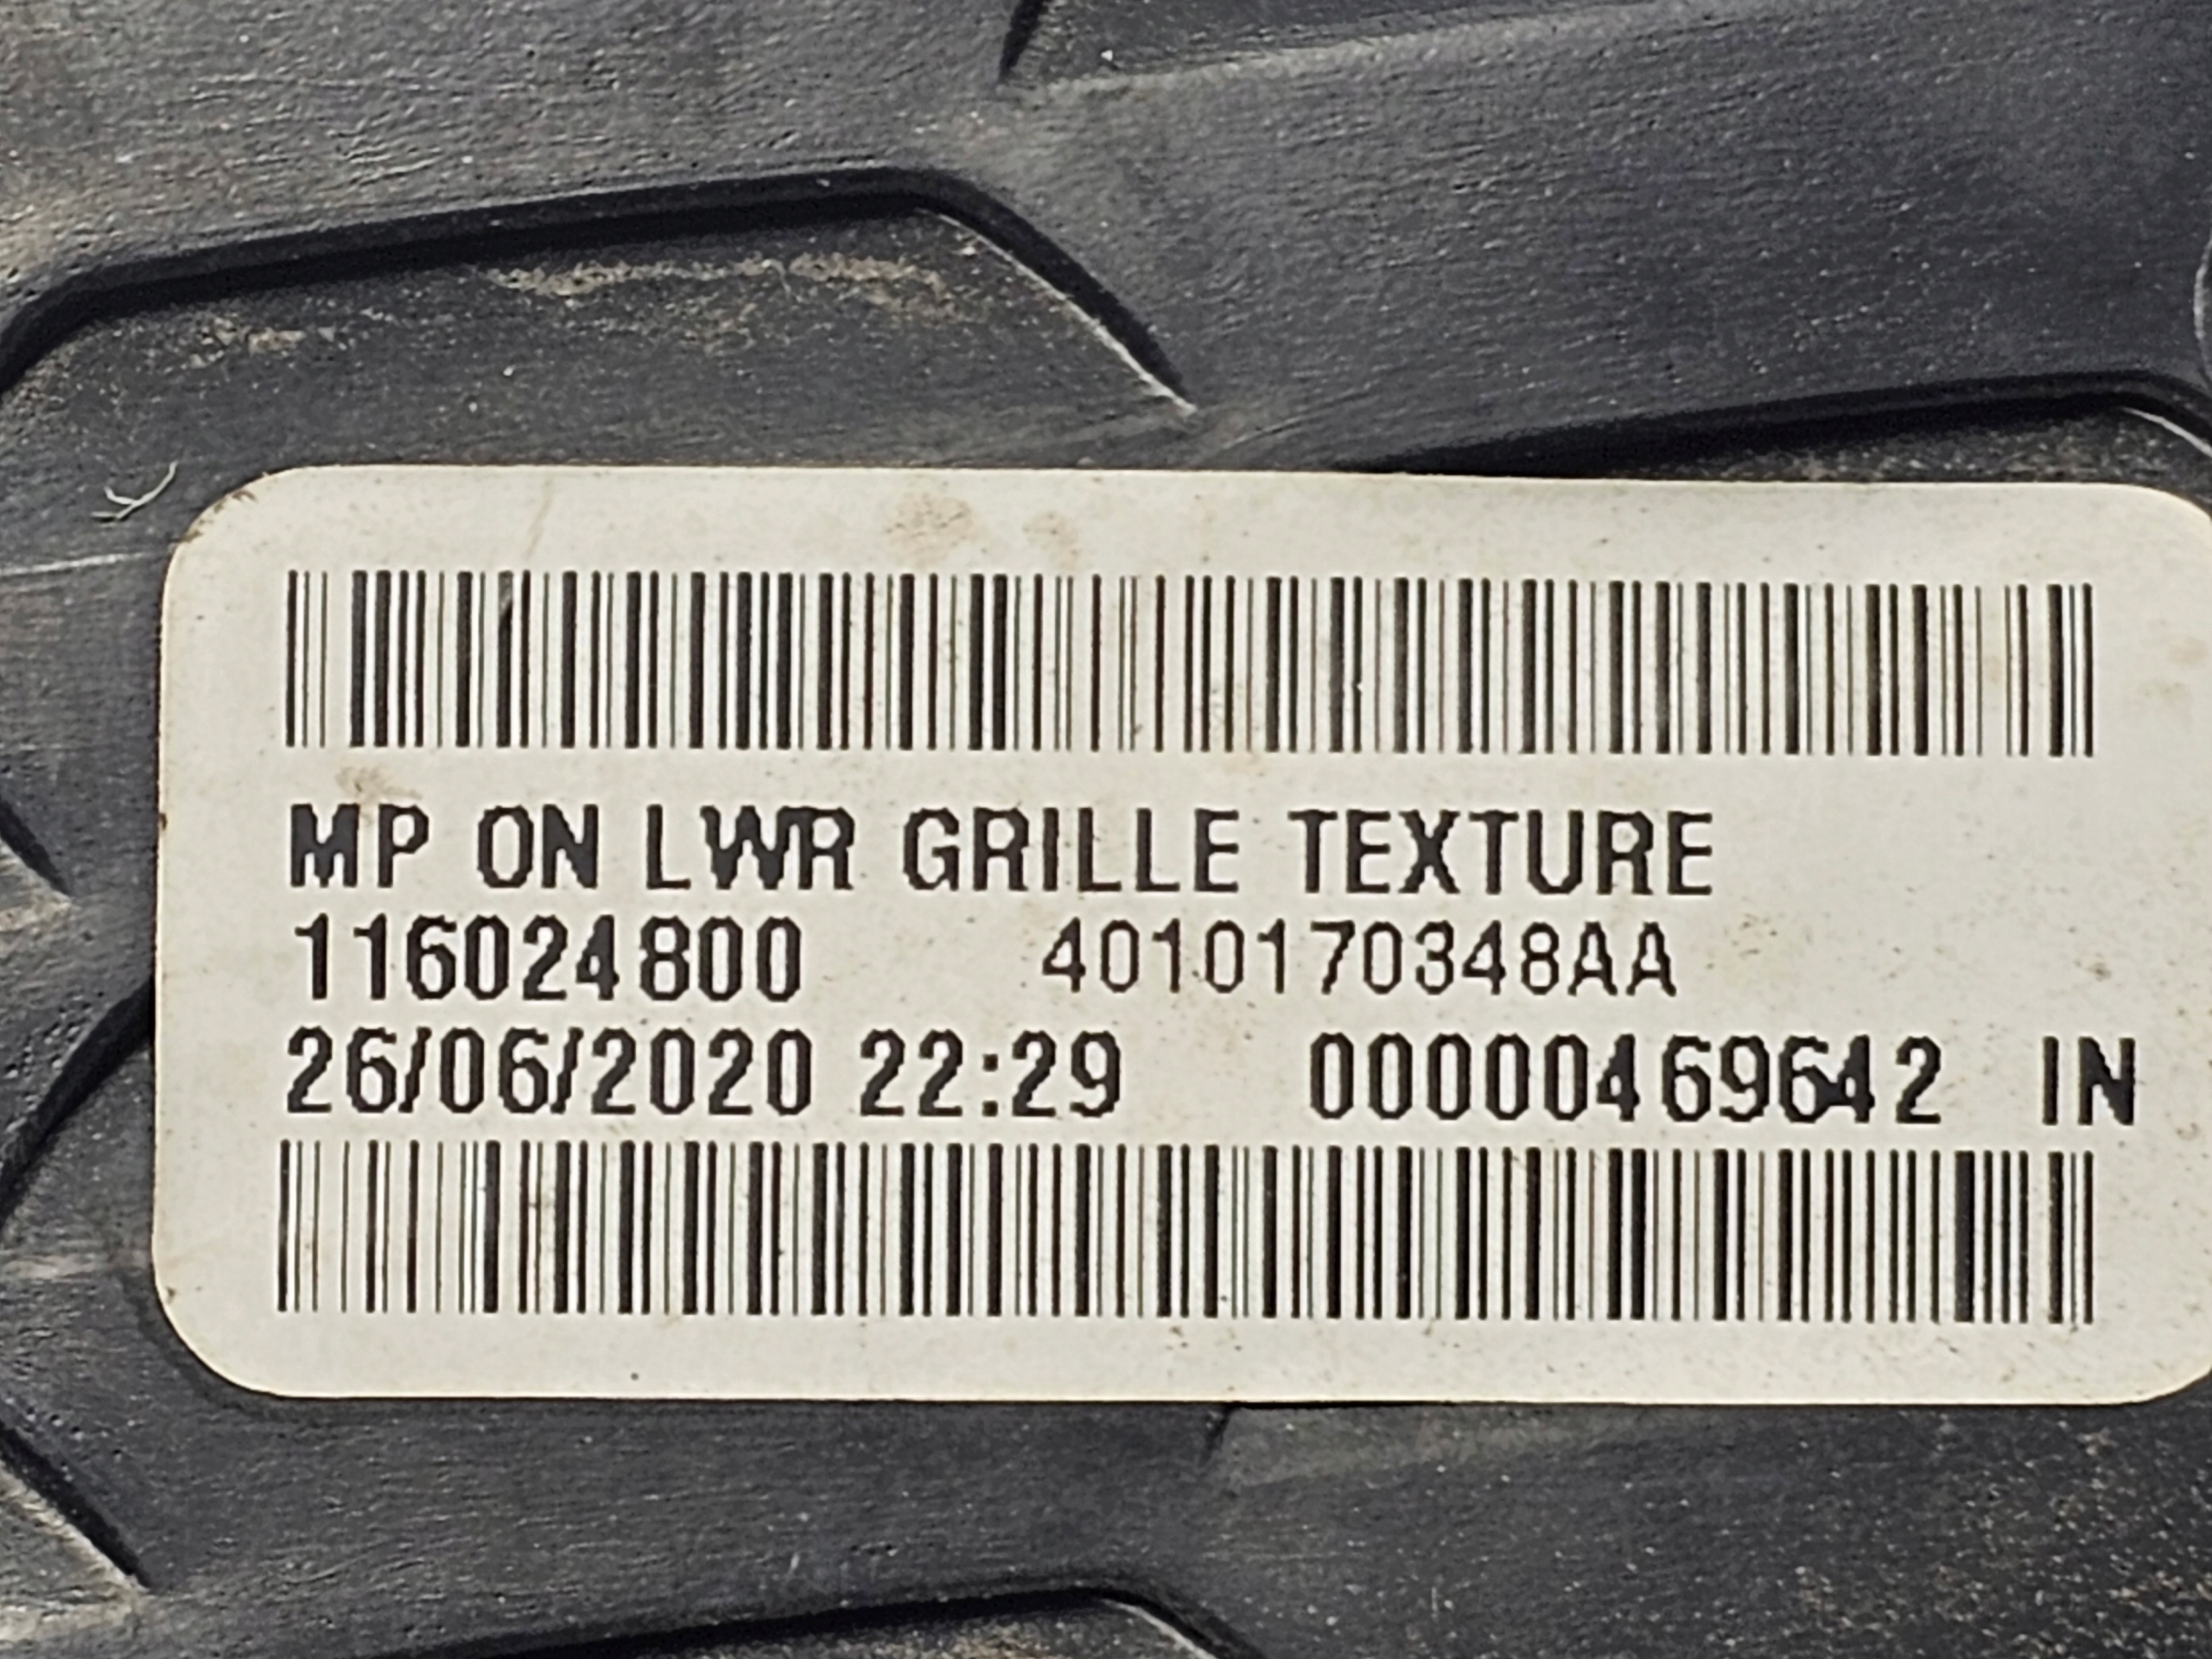 MP ON LWR GRILLE TEXTURE
116024800 4010170348AA
26/06/2020 22:29 00000469642 IN